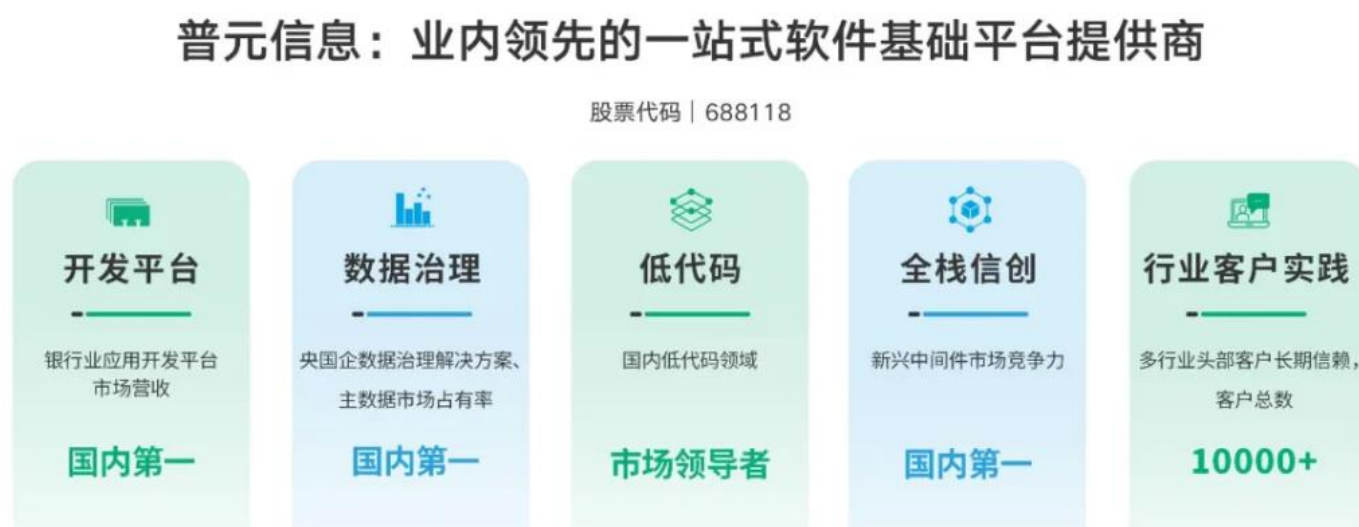 普元信息：业内领先的一站式软件基础平台提供商
股票代码｜688118
开发平台
银行业应用开发平台
市场营收
国内第一
数据治理
央国企数据治理解决方案、
主数据市场占有率
国内第一
低代码
国内低代码领域
市场领导者
全栈信创
新兴中间件市场竞争力
国内第一
行业客户实践
多行业头部客户长期信赖，
客户总数
10000+